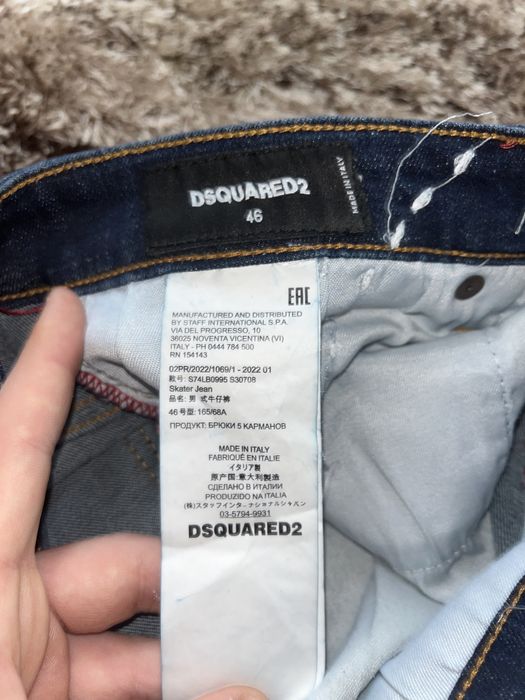 DSQUARED2
46
MADE IN ITALY
EAC
MANUFACTURED AND DISTRIBUTED
BY STAFF INTERNATIONAL S.P.A.
VIA DEL PROGRESSO, 10
36025 NOVENTA VICENTINA (VI)
ITALY - PH 0444 784 500
RN 154143
02PR/2022/1069/1 - 2022 01
款号: S74LB0995 S30708
Skater Jean
品名: 男 式牛仔裤
46 号型: 165/68A
ПРОДУКТ: БРЮКИ 5 КАРМАНОВ
MADE IN ITALY
FABRIQUÉ EN ITALIE
イタリア製
原产国:意大利製造
СДЕЛАНО В ИТАЛИИ
PRODUZIDO NA ITALIA
(株)スタッフインターナショナルジャパン
03-5794-9931
DSQUARED2